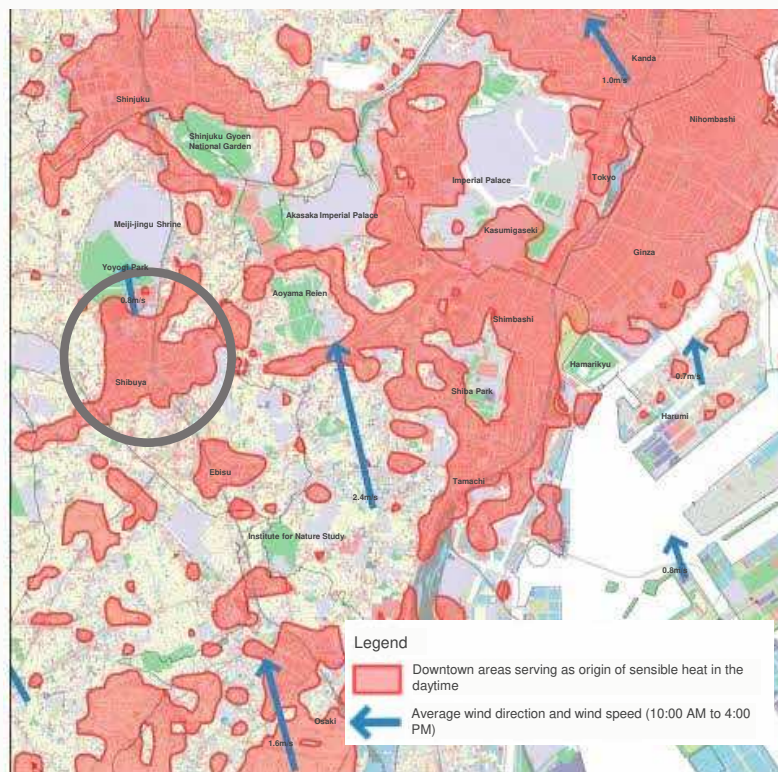 Kanda
1.0m/s
Shinjuku
Nihombashi
Shinjuku Gyoen
National Garden
Imperial Palace
Tokyo
Meiji-jingu Shrine
Akasaka Imperial Palace
Kasumigaseki
Ginza
Yoyogi Park
0.8m/s
Aoyama Reien
Shimbashi
Hamarikyu
Shibuya
Shiba Park
0.7m/s
Harumi
Ebisu
Tamachi
2.4m/s
Institute for Nature Study
0.8m/s
Osaki
1.6m/s
Legend
Downtown areas serving as origin of sensible heat in the
daytime
Average wind direction and wind speed (10:00 AM to 4:00
PM)